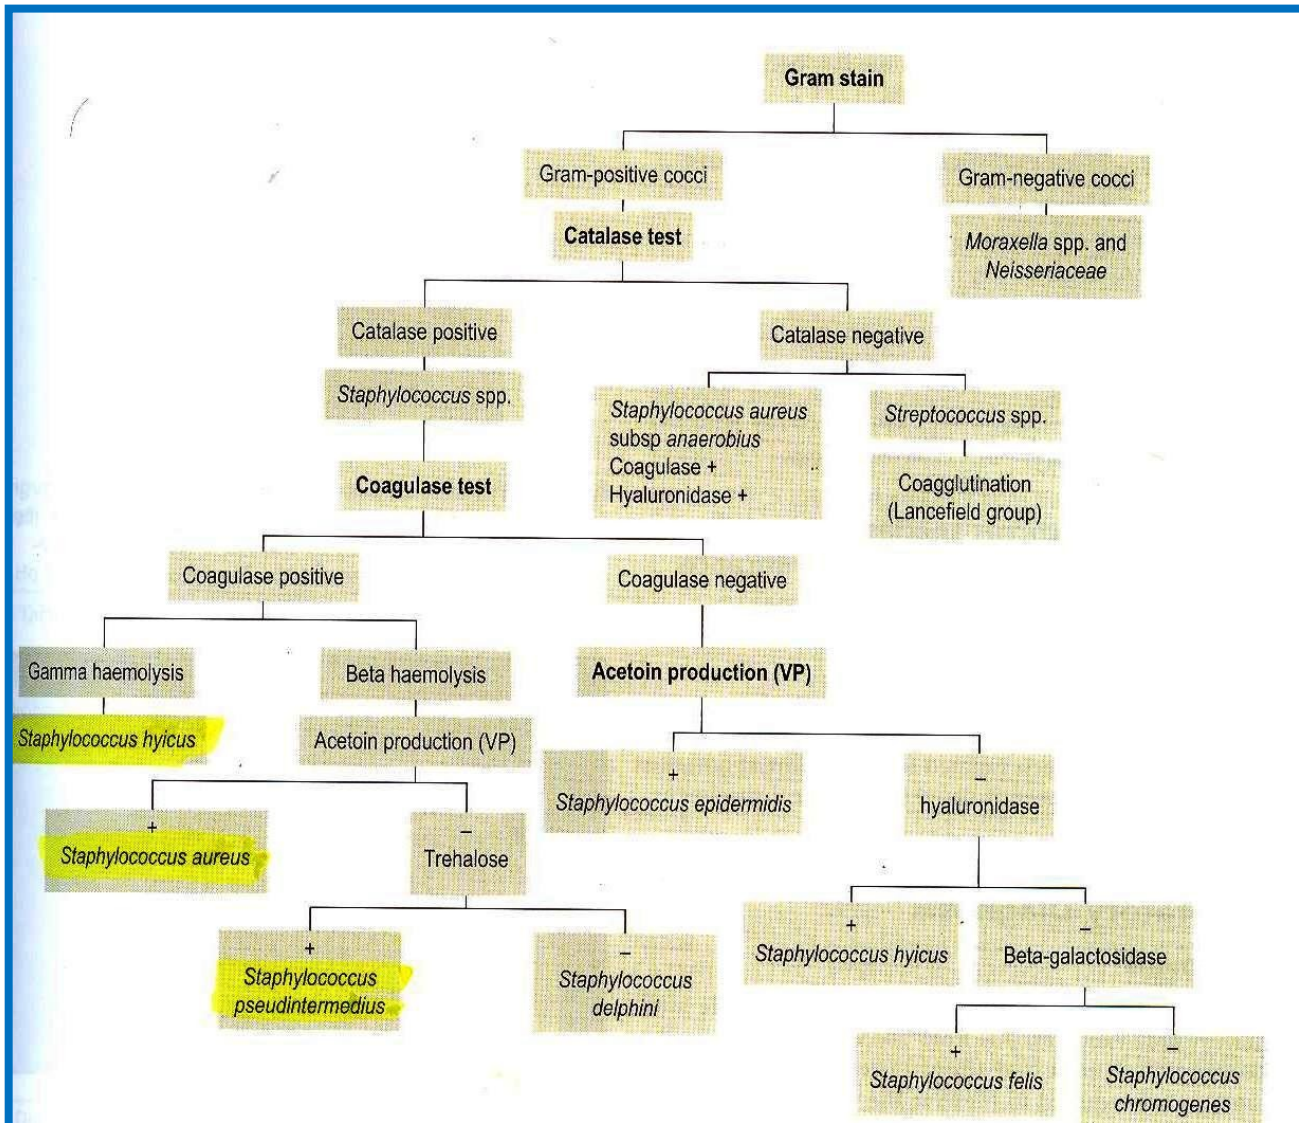 Gram stain
Gram-positive cocci
Gram-negative cocci
Catalase test
Moraxella spp. and
Neisseriaceae
Catalase positive
Catalase negative
Staphylococcus spp.
Staphylococcus aureus
subsp anaerobius
Coagulase +
Hyaluronidase +
Streptococcus spp.
Coagulase test
Coagglutination
(Lancefield group)
Coagulase positive
Coagulase negative
Gamma haemolysis
Beta haemolysis
Acetoin production (VP)
Staphylococcus hyicus
Acetoin production (VP)
+
Staphylococcus epidermidis
–
hyaluronidase
+
Staphylococcus aureus
–
Trehalose
+
Staphylococcus
pseudintermedius
–
Staphylococcus
delphini
+
Staphylococcus hyicus
–
Beta-galactosidase
+
Staphylococcus felis
–
Staphylococcus
chromogenes